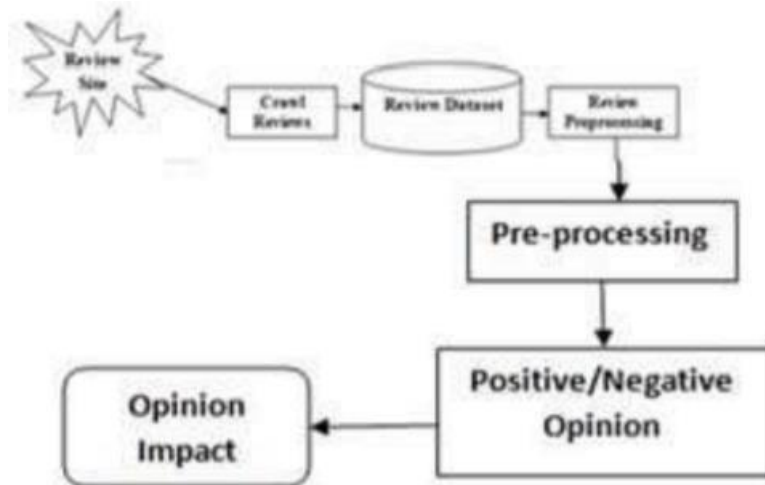 Review
Site
Crawl
Reviews
Review Dataset
Review
Preprocessing
Pre-processing
Positive/Negative
Opinion
Opinion
Impact